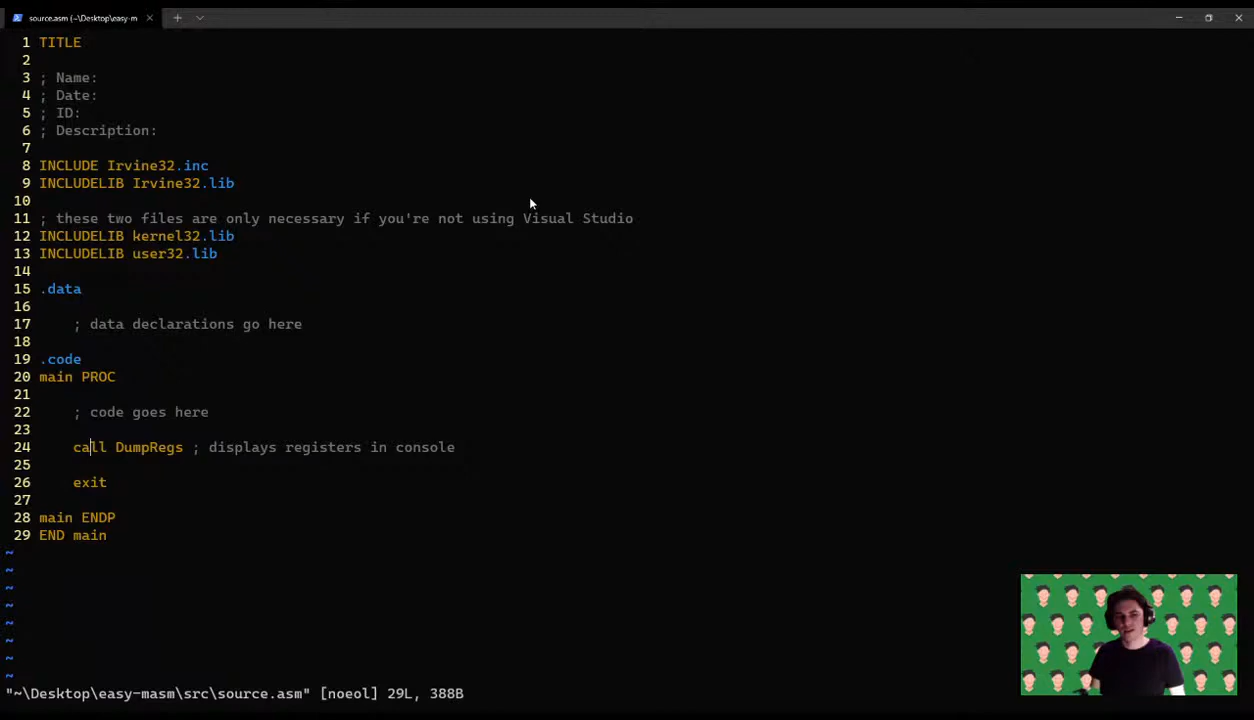 source.asm (~\Desktop\easy-m
1 TITLE
2
3 ; Name:
4 ; Date:
5 ; ID:
6 ; Description:
7
8 INCLUDE Irvine32.inc
9 INCLUDELIB Irvine32.lib
10
11 ; these two files are only necessary if you're not using Visual Studio
12 INCLUDELIB kernel32.lib
13 INCLUDELIB user32.lib
14
15 .data
16
17 ; data declarations go here
18
19 .code
20 main PROC
21
22 ; code goes here
23
24 call DumpRegs ; displays registers in console
25
26 exit
27
28 main ENDP
29 END main
~
~
~
~
~
~
~
~
"~\Desktop\easy-masm\src\source.asm" [noeol] 29L, 388B